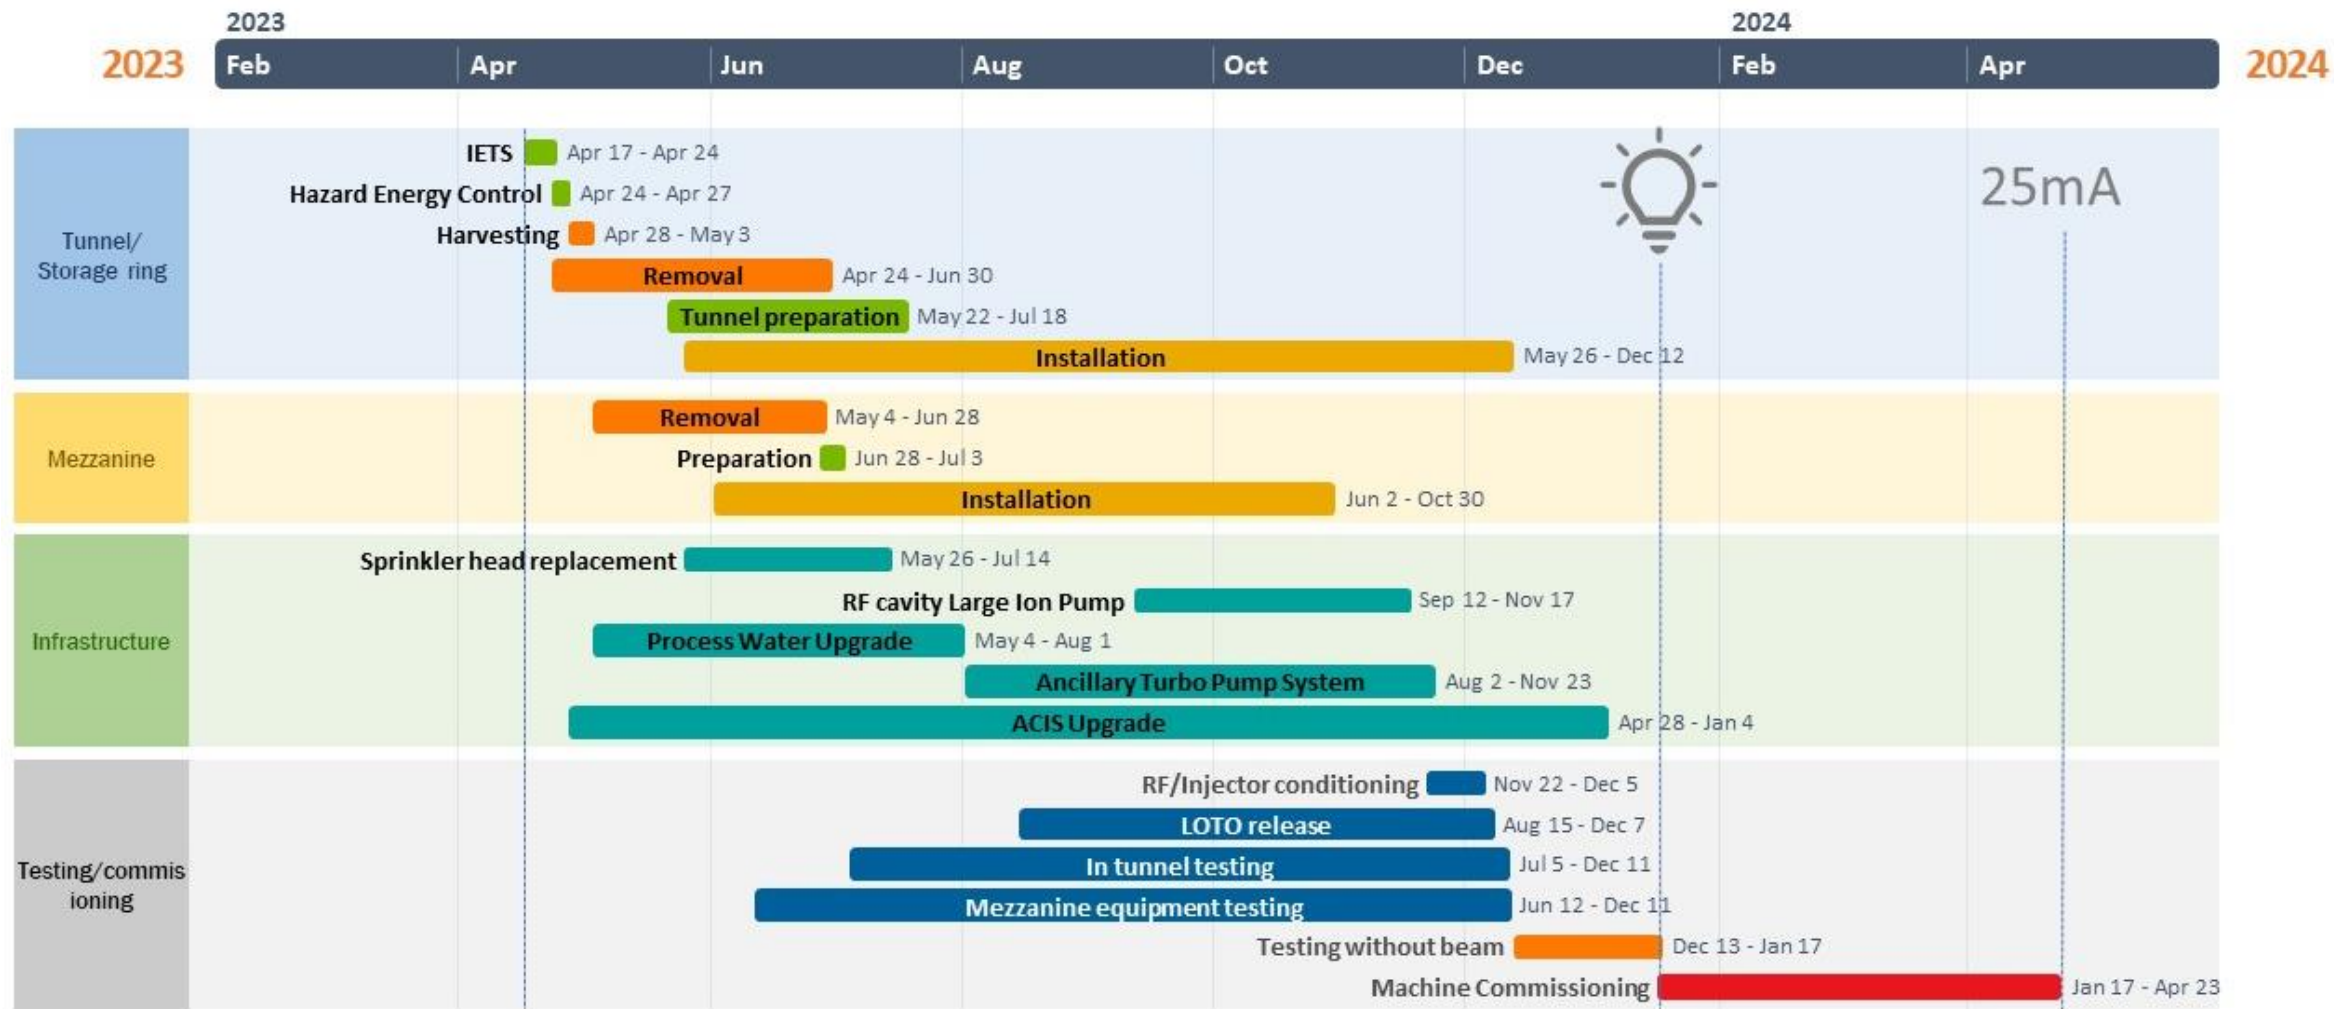 2023 2024
2023 Feb Apr Jun Aug Oct Dec Feb Apr 2024
Tunnel/
Storage ring
IETS Apr 17 - Apr 24
Hazard Energy Control Apr 24 - Apr 27
Harvesting Apr 28 - May 3
Removal Apr 24 - Jun 30
Tunnel preparation May 22 - Jul 18
Installation May 26 - Dec 12
25mA
Mezzanine
Removal May 4 - Jun 28
Preparation Jun 28 - Jul 3
Installation Jun 2 - Oct 30
Infrastructure
Sprinkler head replacement May 26 - Jul 14
RF cavity Large Ion Pump Sep 12 - Nov 17
Process Water Upgrade May 4 - Aug 1
Ancillary Turbo Pump System Aug 2 - Nov 23
ACIS Upgrade Apr 28 - Jan 4
Testing/commis
ioning
RF/Injector conditioning Nov 22 - Dec 5
LOTO release Aug 15 - Dec 7
In tunnel testing Jul 5 - Dec 11
Mezzanine equipment testing Jun 12 - Dec 11
Testing without beam Dec 13 - Jan 17
Machine Commissioning Jan 17 - Apr 23